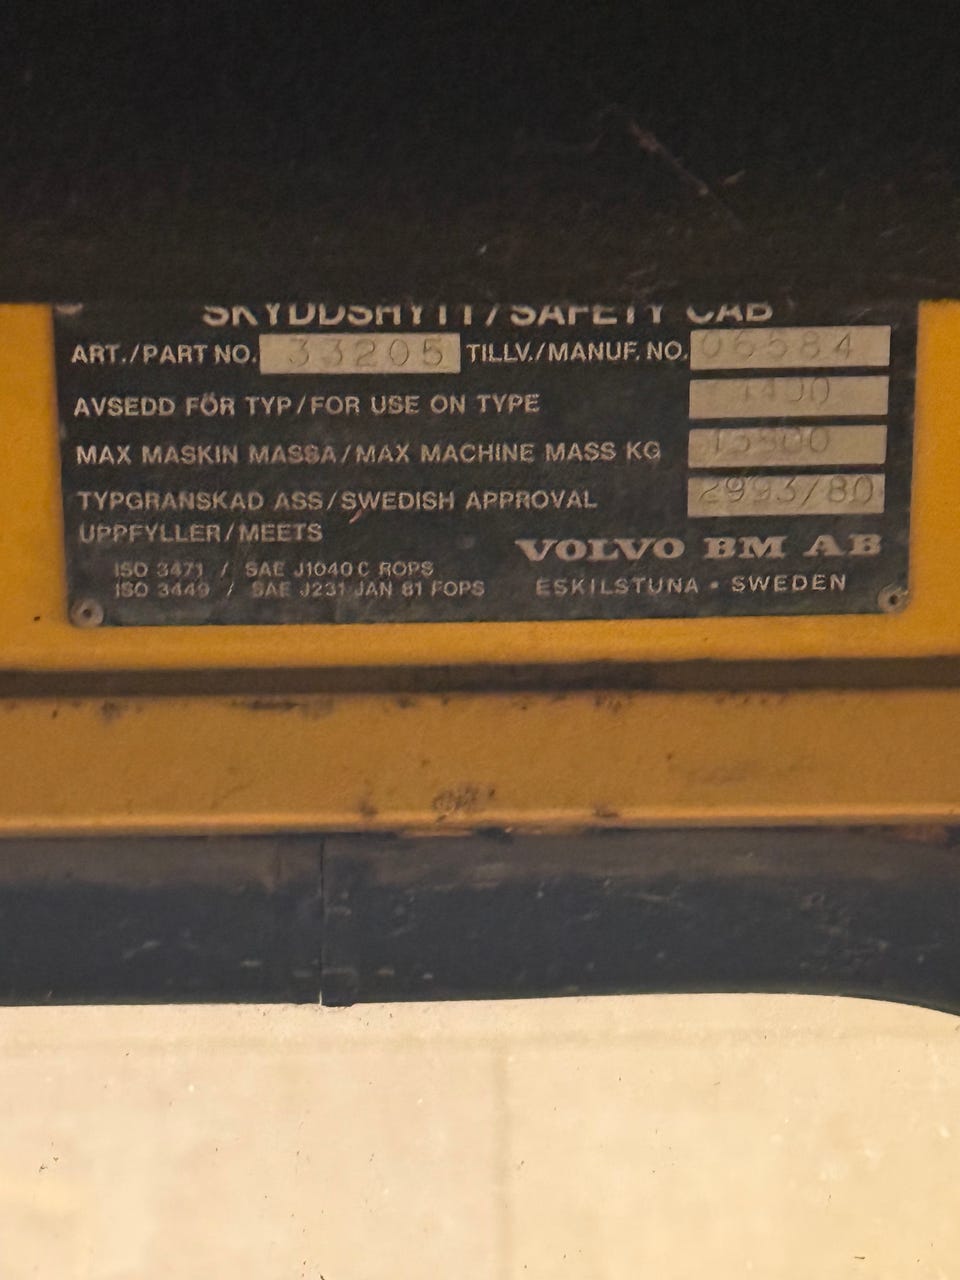 SKYDDSHYTT/SAFETY CAB
ART./PART NO. 33205 TILLV./MANUF. NO. 06584
AVSEDD FÖR TYP/FOR USE ON TYPE
MAX MASKIN MASSA/MAX MACHINE MASS KG
TYPGRANSKAD ASS/SWEDISH APPROVAL 2993/80
UPPFYLLER/MEETS
ISO 3471 / SAE J1040 C ROPS
ISO 3449 / SAE J231 JAN 81 FOPS
VOLVO BM AB
ESKILSTUNA • SWEDEN